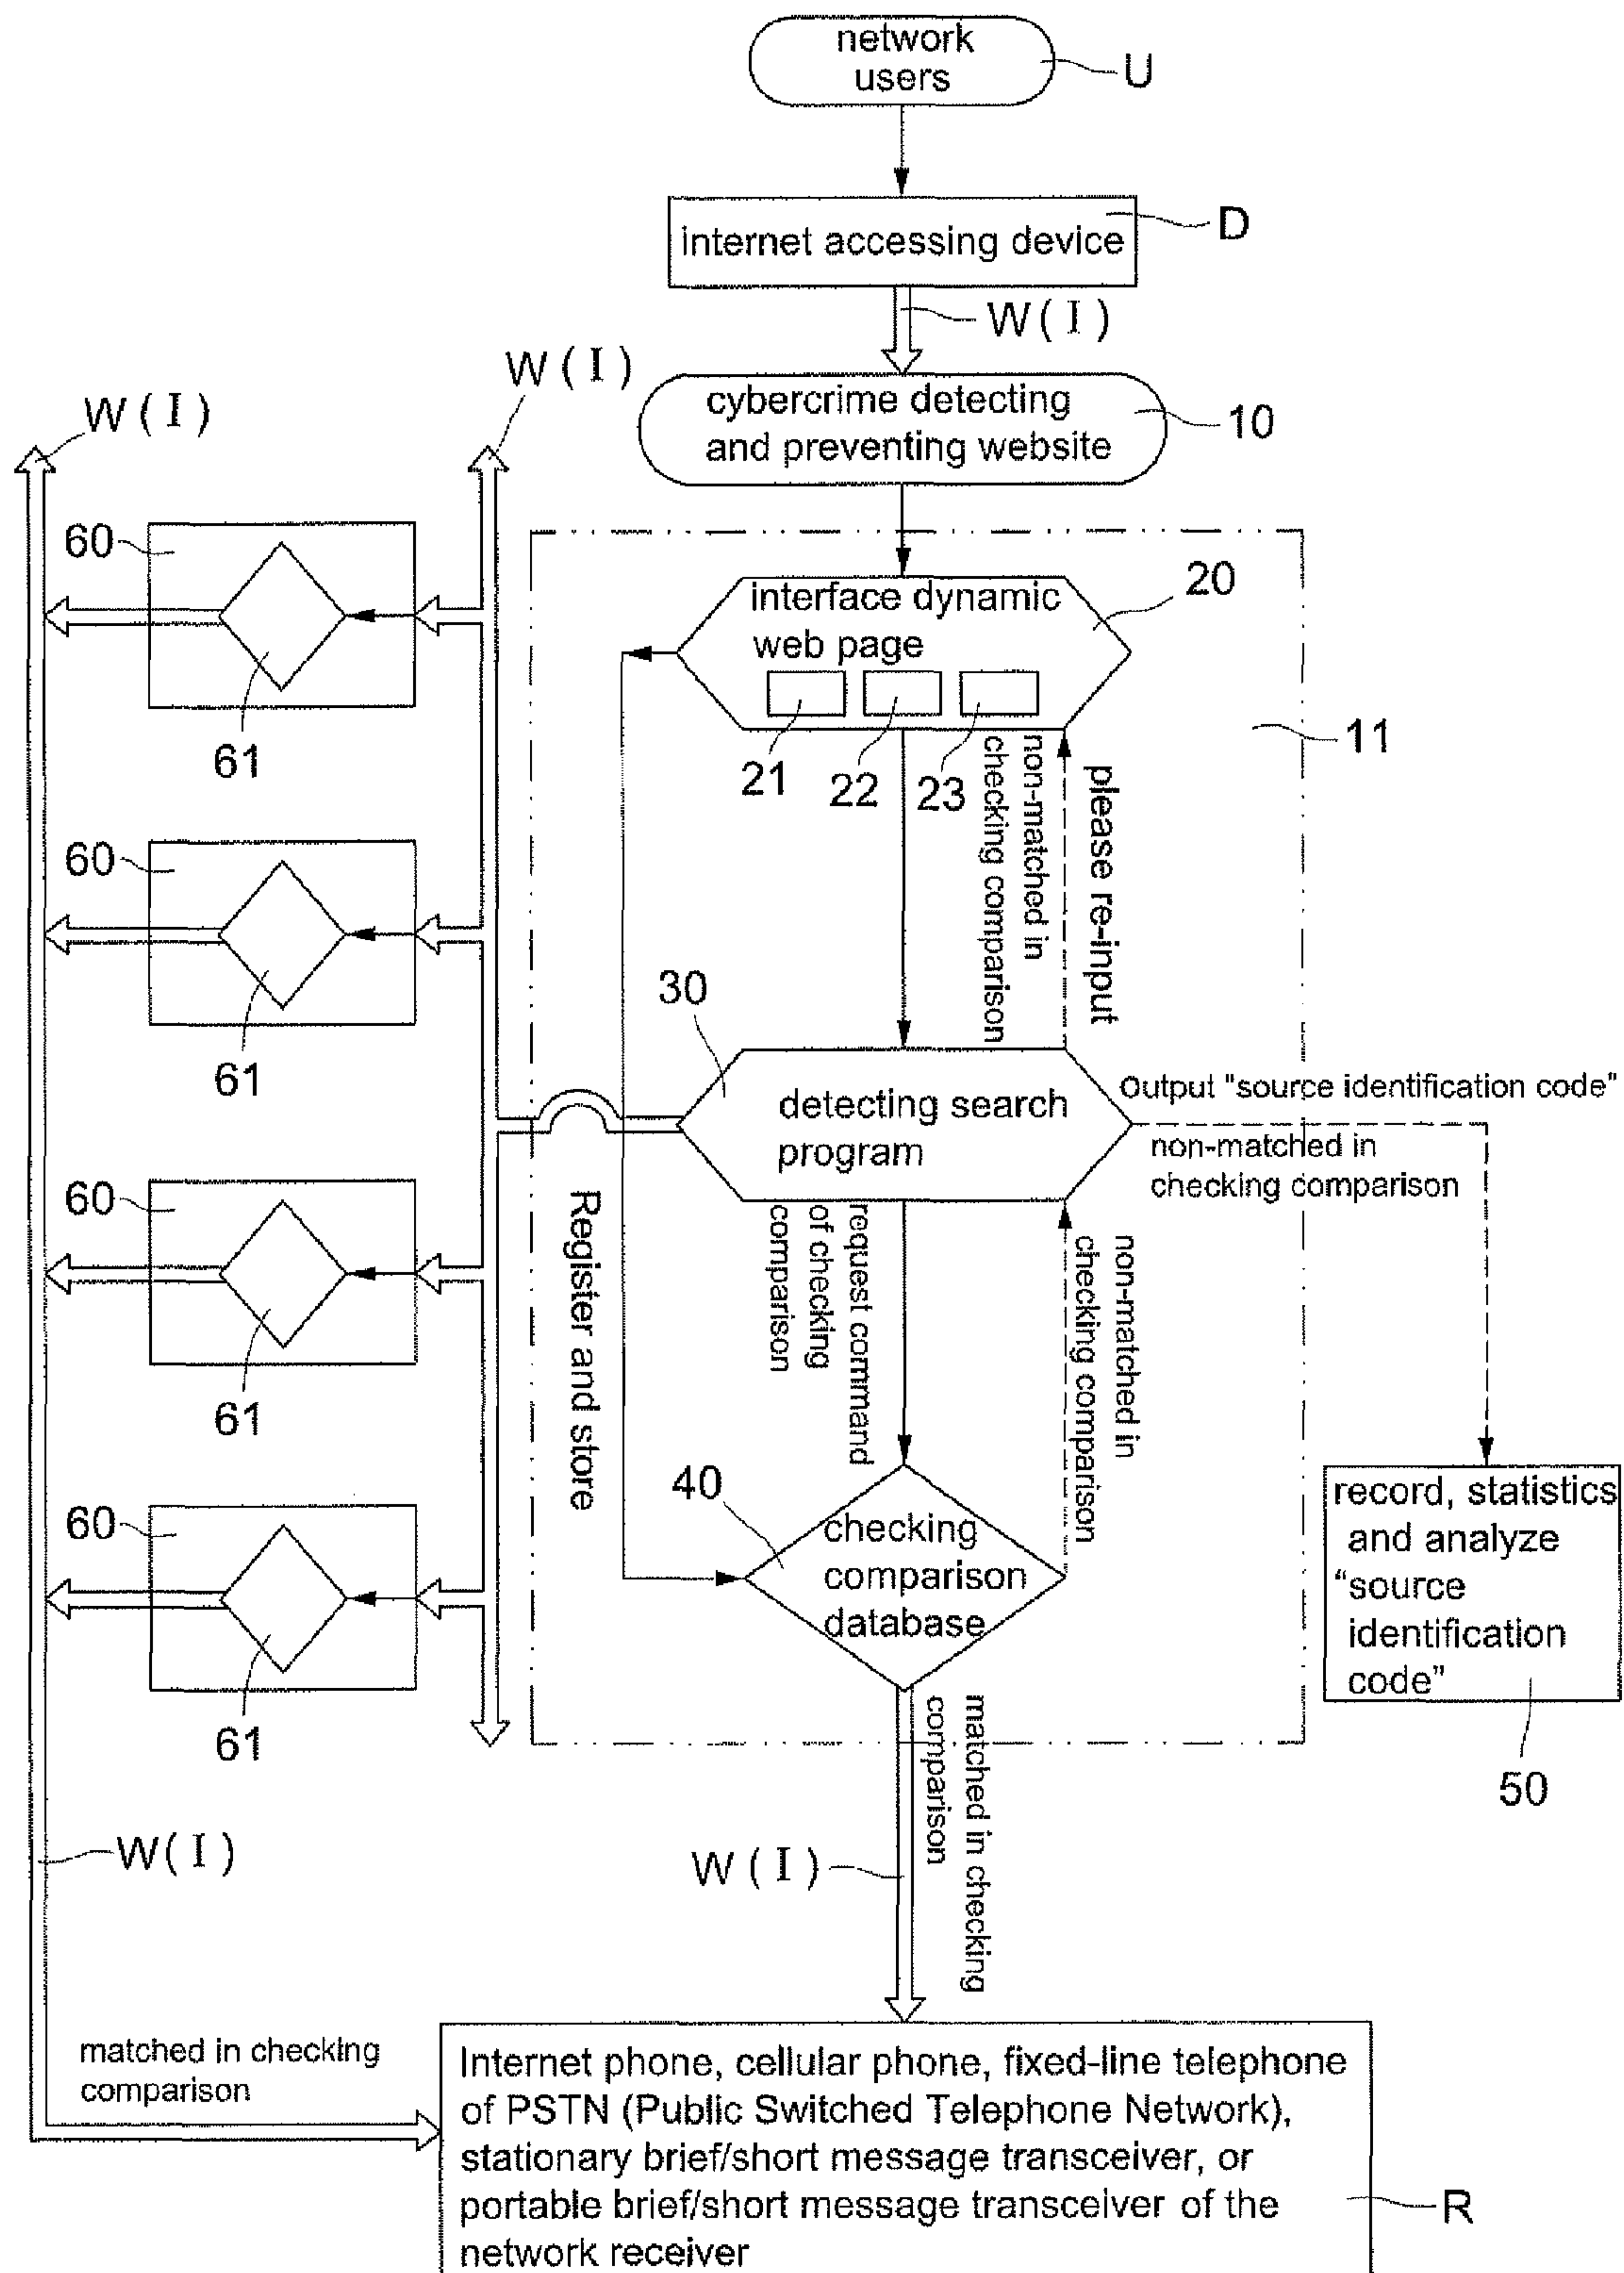 network
users
U
internet accessing device
D
W(I)
W(I)
W(I)
cybercrime detecting
and preventing website
10
60
61
60
61
60
61
60
61
interface dynamic
web page
20
21
22
23
11
non-matched in
checking comparison
please re-input
30
detecting search
program
output "source identification code"
non-matched in
checking comparison
Register and store
request command
of checking
comparison
non-matched in
checking comparison
40
checking
comparison
database
record, statistics
and analyze
“source
identification
code”
50
matched in checking
comparison
W(I)
W(I)
matched in checking
comparison
Internet phone, cellular phone, fixed-line telephone
of PSTN (Public Switched Telephone Network),
stationary brief/short message transceiver, or
portable brief/short message transceiver of the
network receiver
R